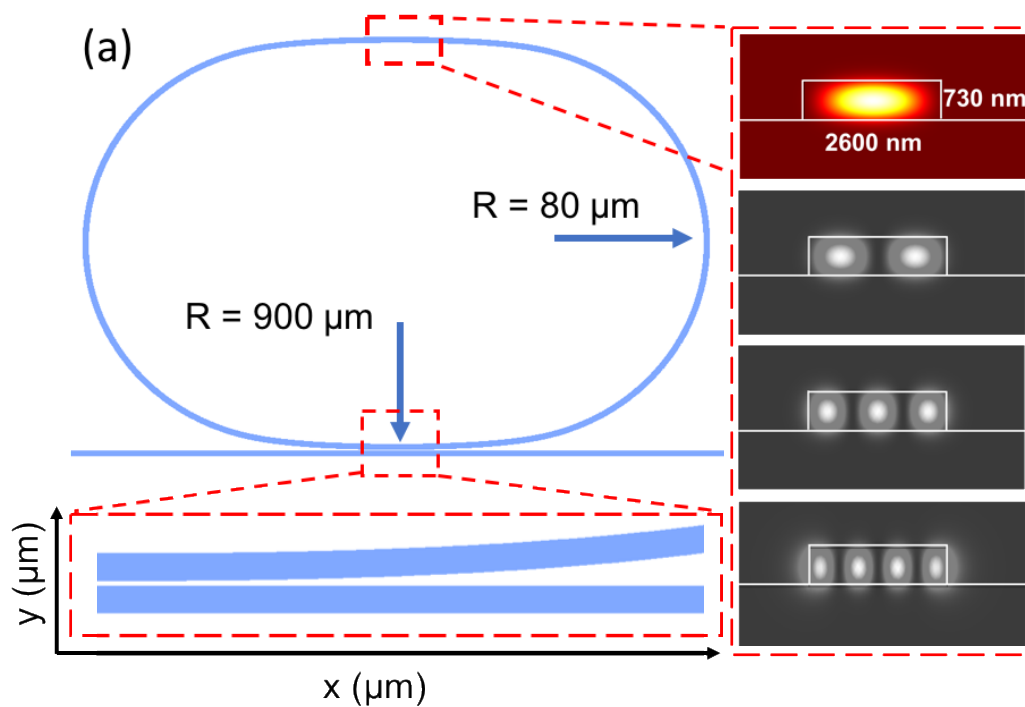 (a)
730 nm
2600 nm
R = 80 µm
R = 900 µm
y (µm)
x (µm)